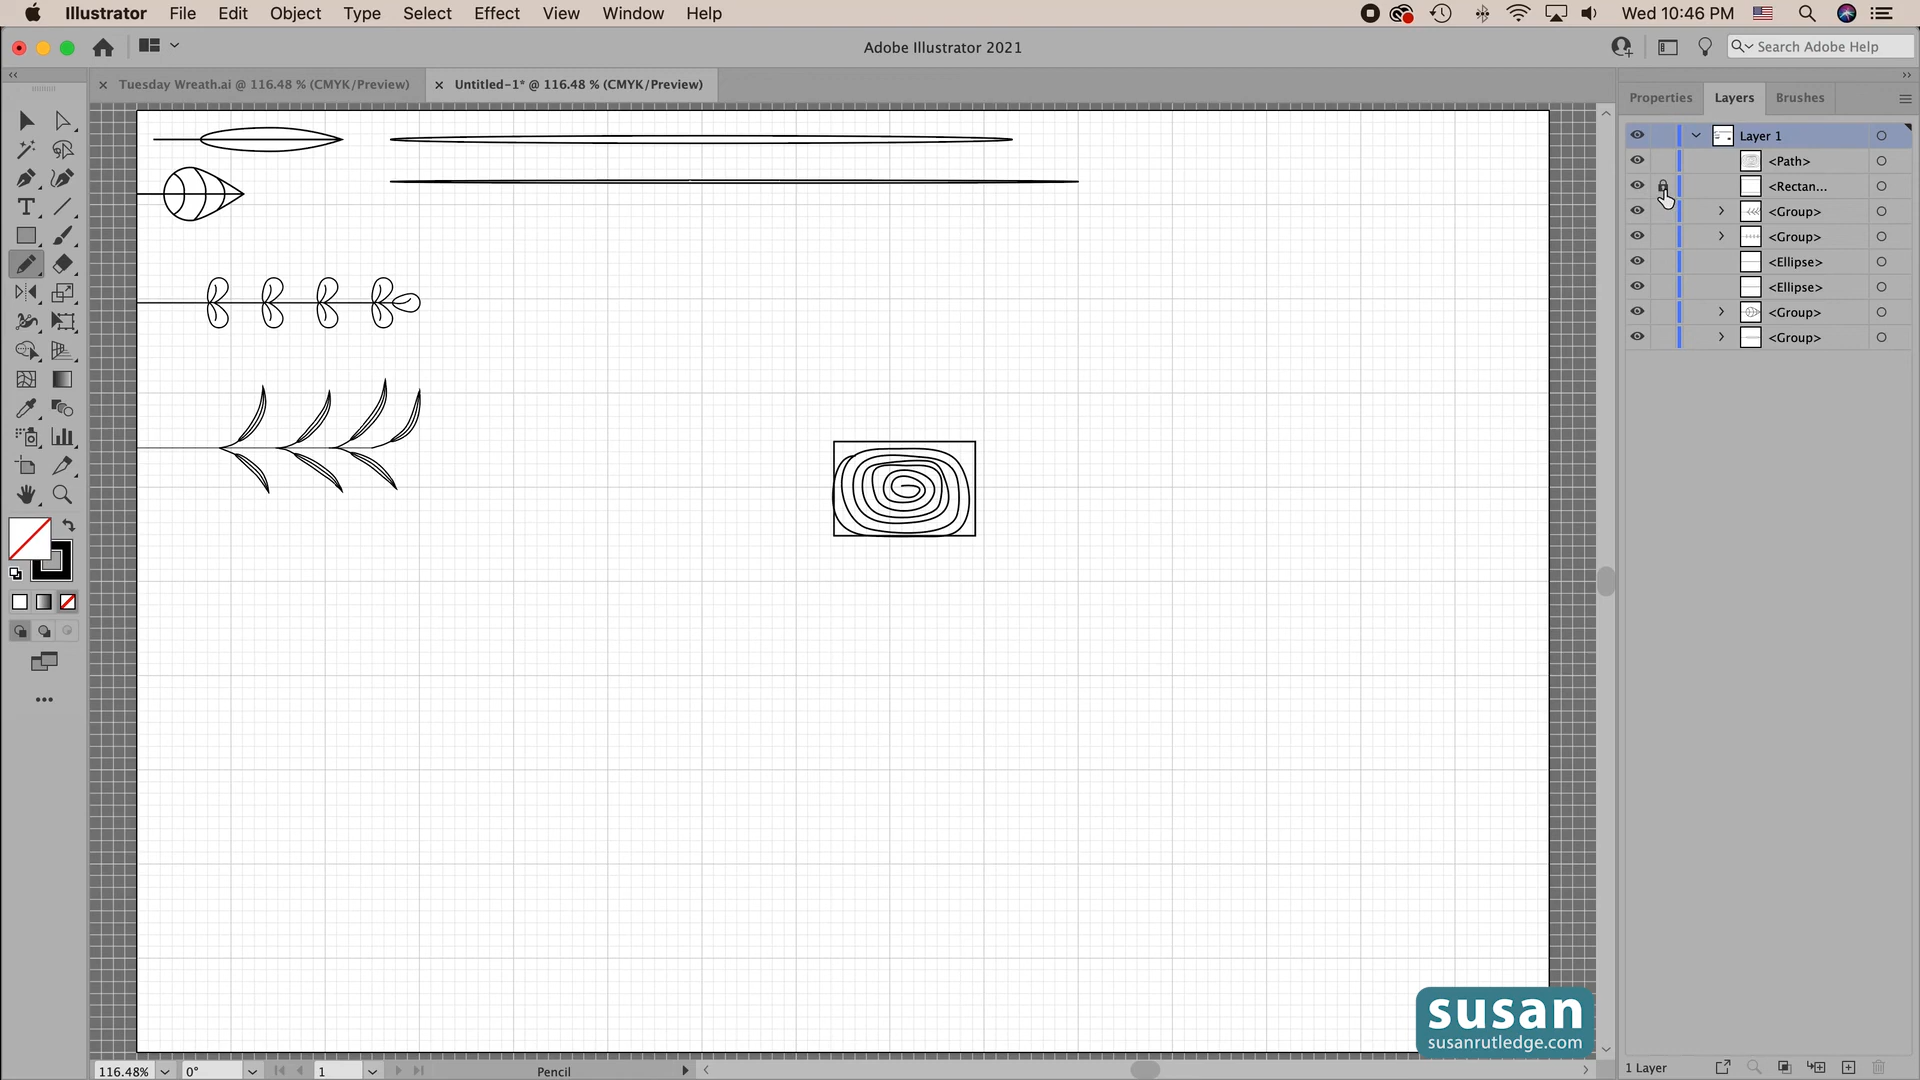 Illustrator File Edit Object Type Select Effect View Window Help Wed 10:46 PM
Adobe Illustrator 2021 Search Adobe Help
Tuesday Wreath.ai @ 116.48 % (CMYK/Preview) Untitled-1* @ 116.48 % (CMYK/Preview)
Properties Layers Brushes
Layer 1
<Path>
<Rectan...
<Group>
<Group>
<Ellipse>
<Ellipse>
<Group>
<Group>
susan
susanrutledge.com
116.48% 0° 1 Pencil 1 Layer